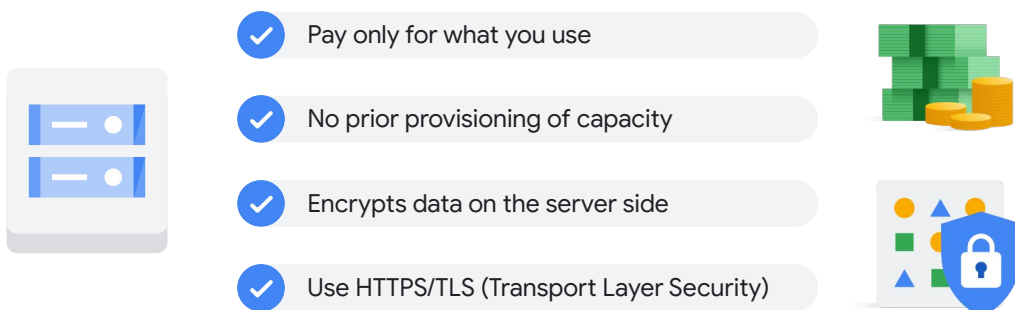 Pay only for what you use
No prior provisioning of capacity
Encrypts data on the server side
Use HTTPS/TLS (Transport Layer Security)